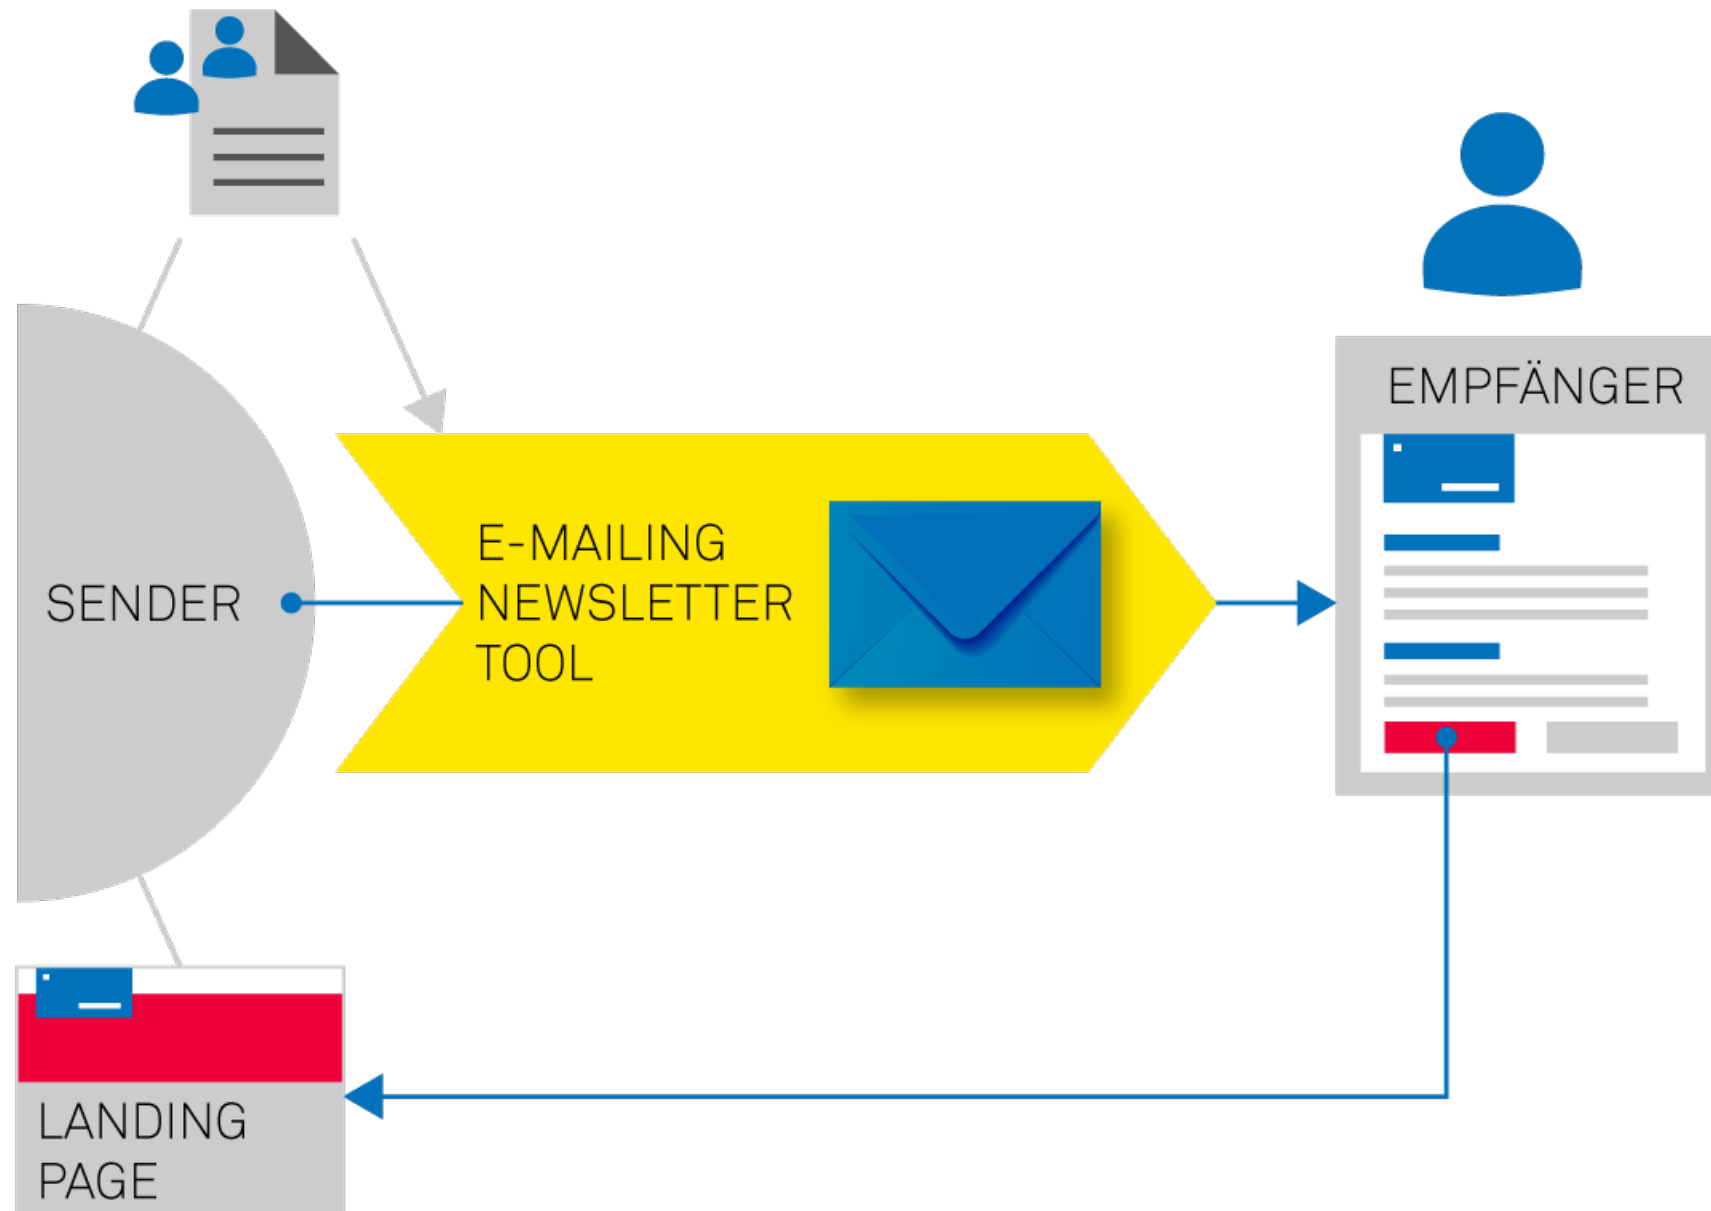 EMPFÄNGER
SENDER
E-MAILING
NEWSLETTER
TOOL
LANDING
PAGE